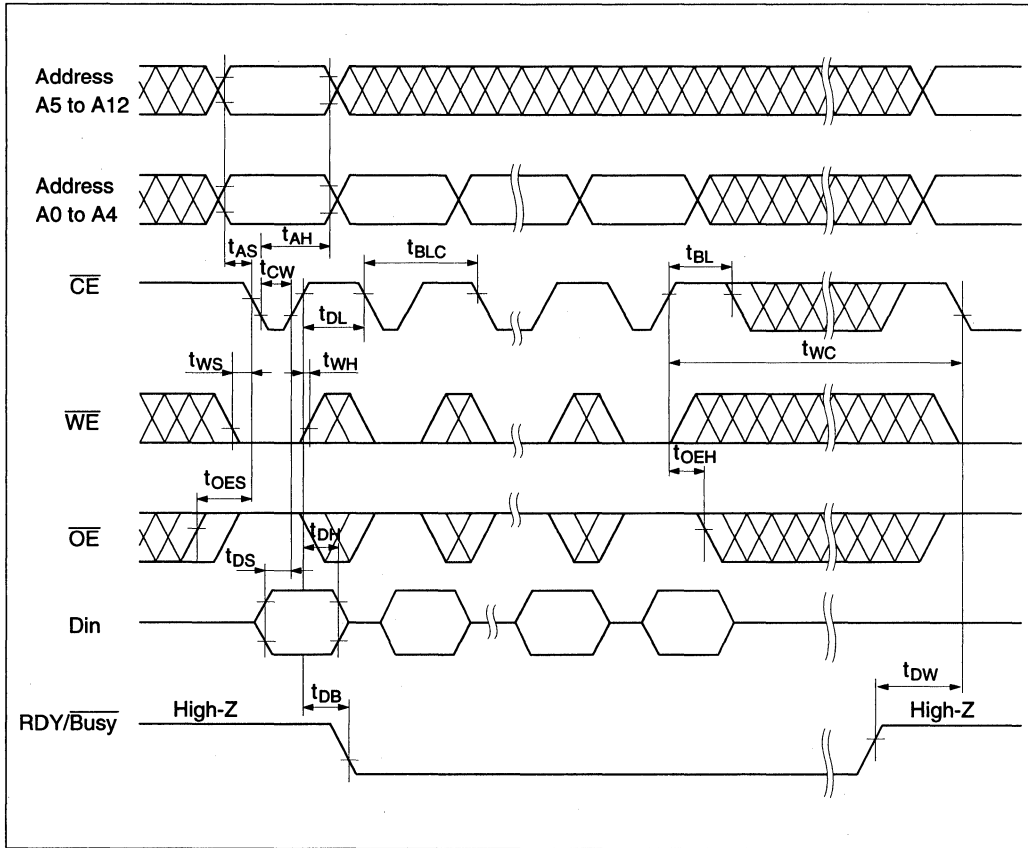 Address
A5 to A12
Address
A0 to A4
tAS
tAH
tCW
tBLC
tBL
CE
tDL
tWC
tWS
tWH
WE
tOEH
tOES
OE
tDH
tDS
Din
tDW
tDB
High-Z
High-Z
RDY/Busy